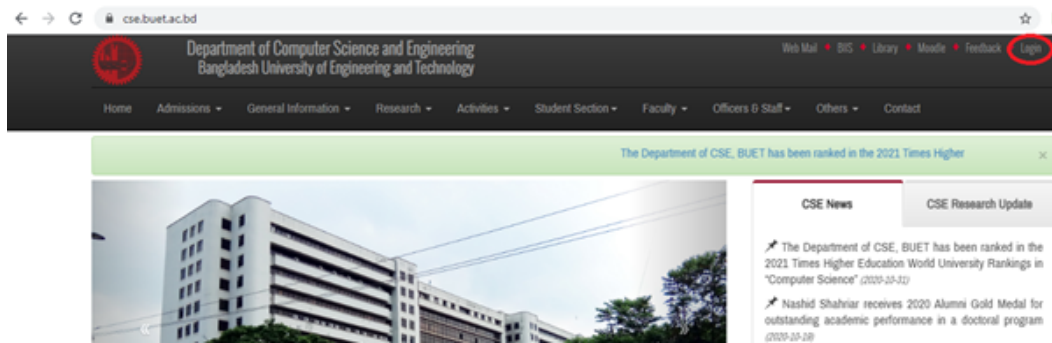 cse.buet.ac.bd
Department of Computer Science and Engineering
Bangladesh University of Engineering and Technology
Web Mail BIIS Library Moodle Feedback Login
Home Admissions General Information Research Activities Student Section Faculty Officers & Staff Others Contact
The Department of CSE, BUET has been ranked in the 2021 Times Higher
CSE News CSE Research Update
The Department of CSE, BUET has been ranked in the
2021 Times Higher Education World University Rankings in
"Computer Science" (2020-10-31)
Nashid Shahriar receives 2020 Alumni Gold Medal for
outstanding academic performance in a doctoral program
(2020-10-19)